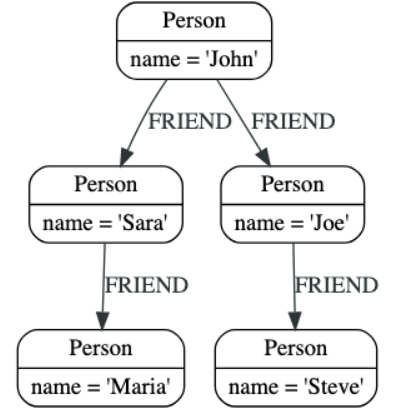 Person
name = 'John'
FRIEND FRIEND
Person Person
name = 'Sara' name = 'Joe'
FRIEND FRIEND
Person Person
name = 'Maria' name = 'Steve'